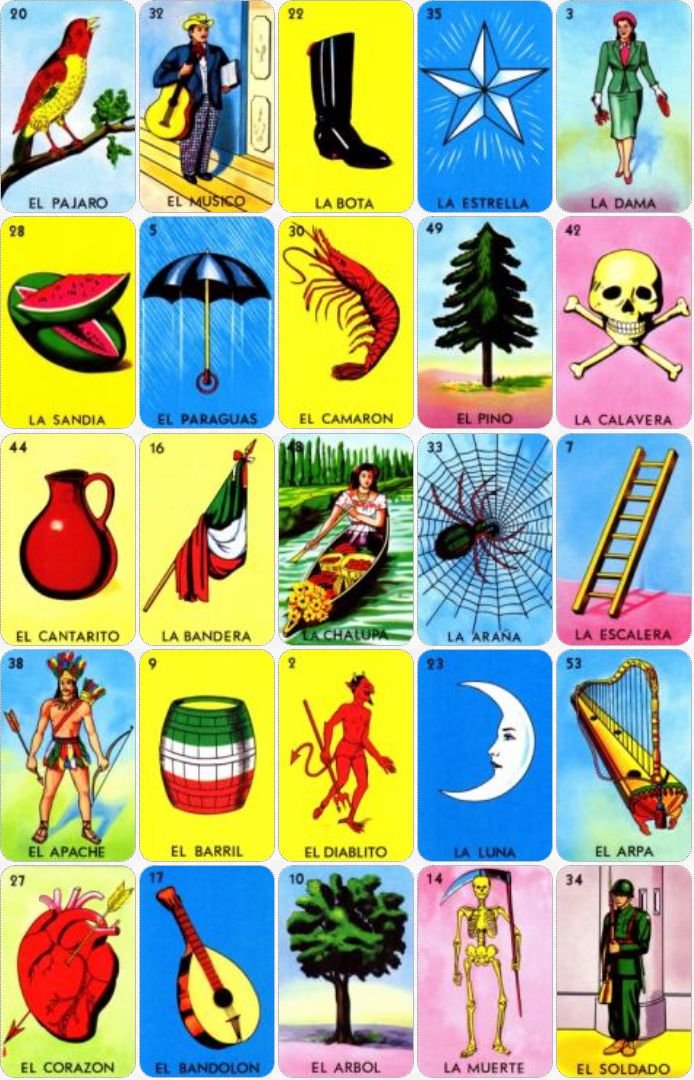 20 32 22 35 3
EL PAJARO EL MUSICO LA BOTA LA ESTRELLA LA DAMA
28 5 30 49 42
LA SANDIA EL PARAGUAS EL CAMARON EL PINO LA CALAVERA
44 16 48 33 7
EL CANTARITO LA BANDERA LA CHALUPA LA ARAÑA LA ESCALERA
38 9 2 23 53
EL APACHE EL BARRIL EL DIABLITO LA LUNA EL ARPA
27 17 10 14 34
EL CORAZON EL BANDOLON EL ARBOL LA MUERTE EL SOLDADO